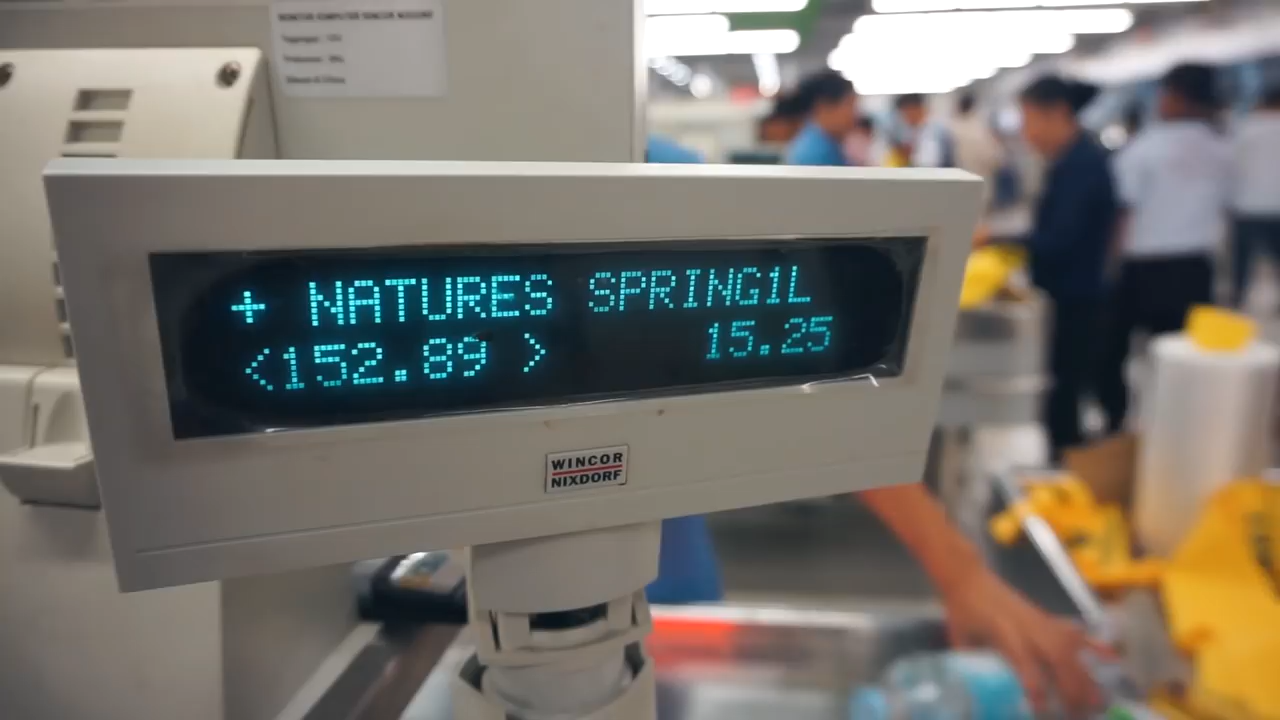 + NATURES SPRING1L
<152.89 > 15.25
WINCOR
NIXDORF